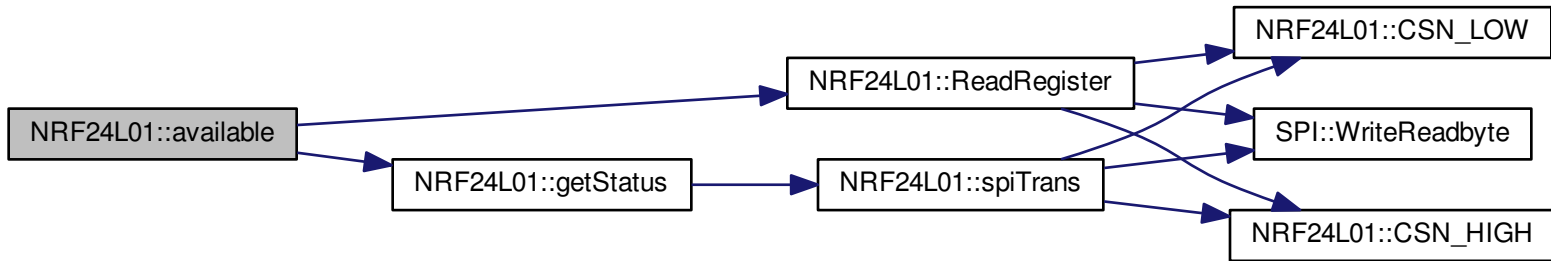 NRF24L01::available
NRF24L01::ReadRegister
NRF24L01::getStatus
NRF24L01::spiTrans
NRF24L01::CSN_LOW
SPI::WriteReadbyte
NRF24L01::CSN_HIGH